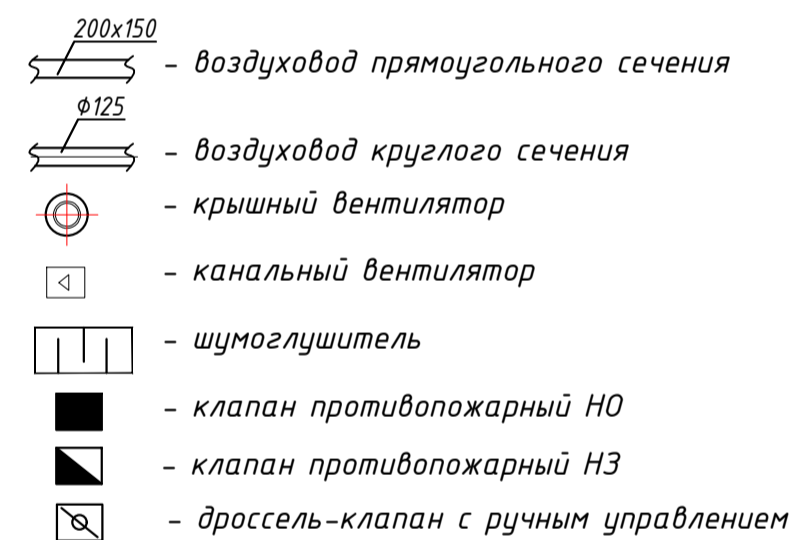 200x150
- воздуховод прямоугольного сечения
ϕ125
- воздуховод круглого сечения
- крышный вентилятор
- канальный вентилятор
- шумоглушитель
- клапан противопожарный НО
- клапан противопожарный НЗ
- дроссель-клапан с ручным управлением